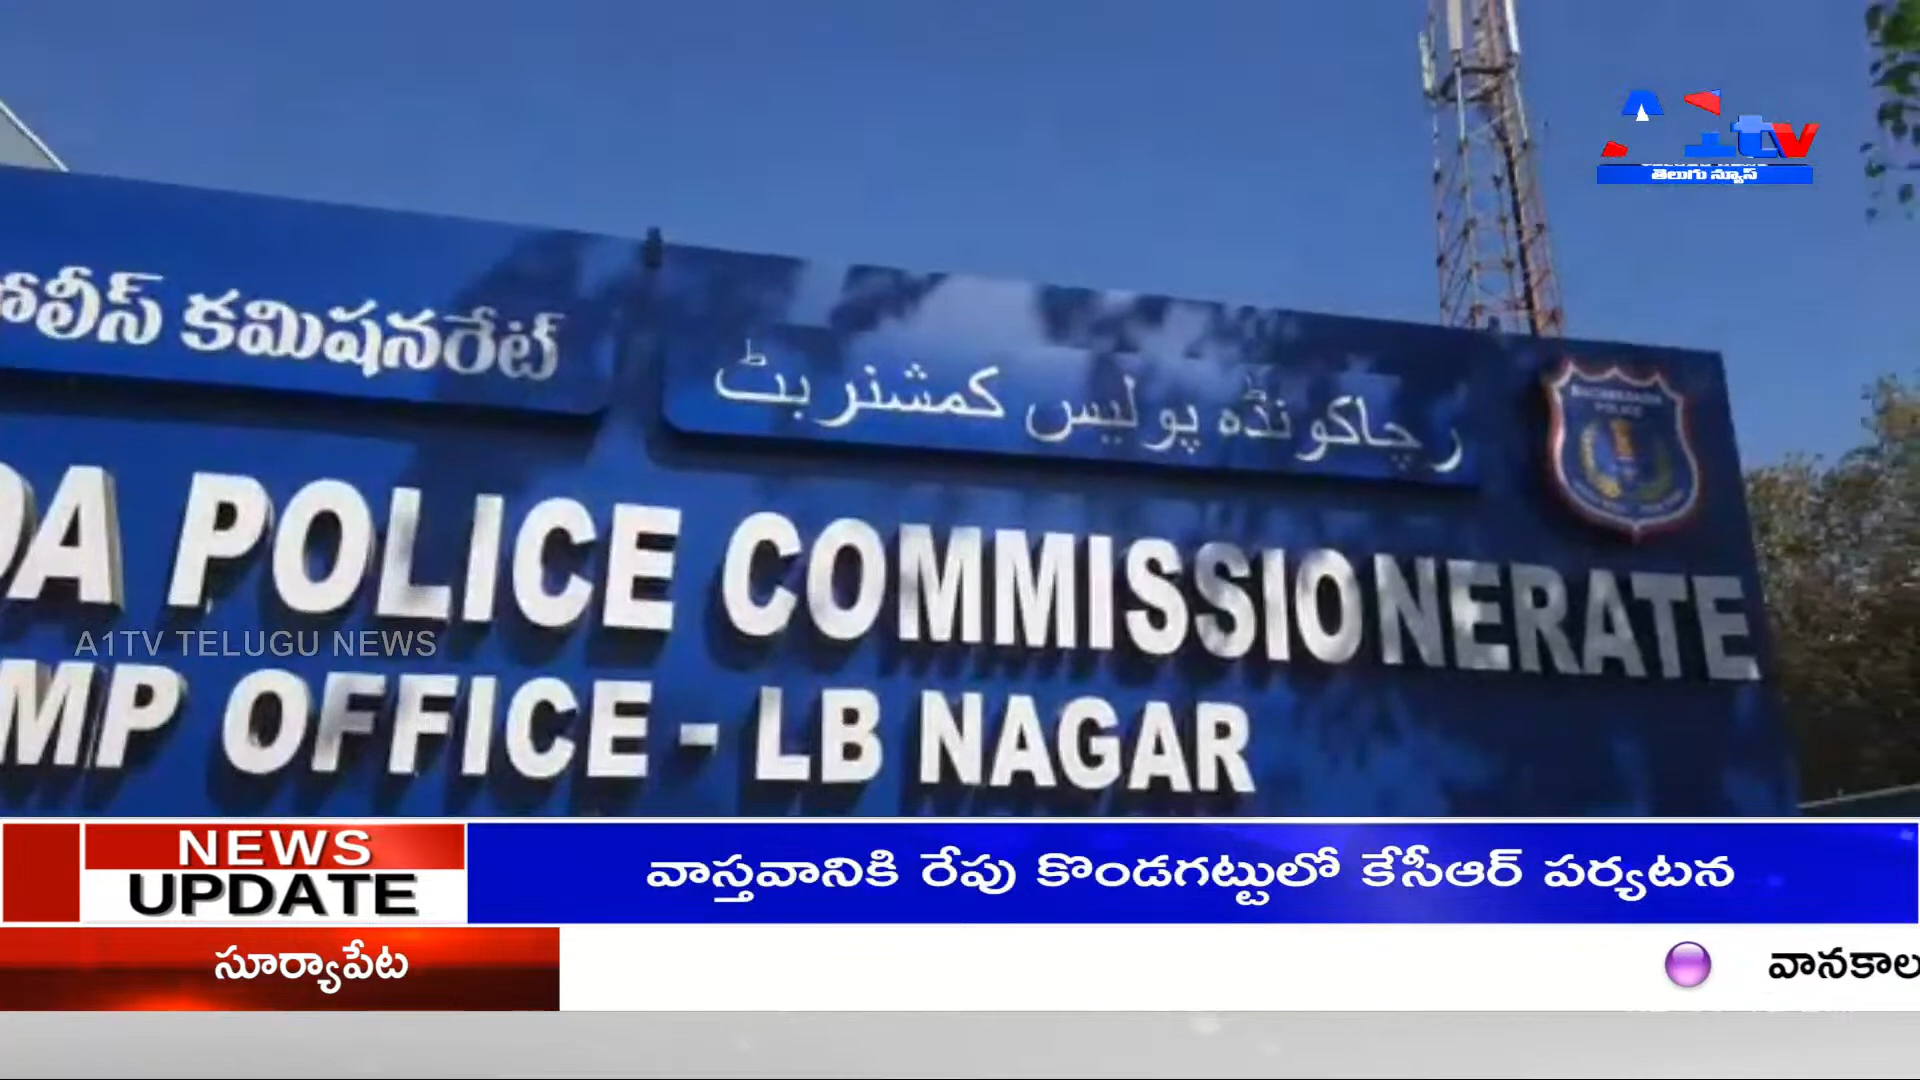 A1tv
తెలుగు న్యూస్
పోలీస్ కమిషనరేట్
رچاکونڈہ پولیس کمشنریٹ
DA POLICE COMMISSIONERATE
MP OFFICE - LB NAGAR
A1TV TELUGU NEWS
NEWS
UPDATE
వాస్తవానికి రేపు కొండగట్టులో కేసీఆర్ పర్యటన
సూర్యాపేట
వానకాల